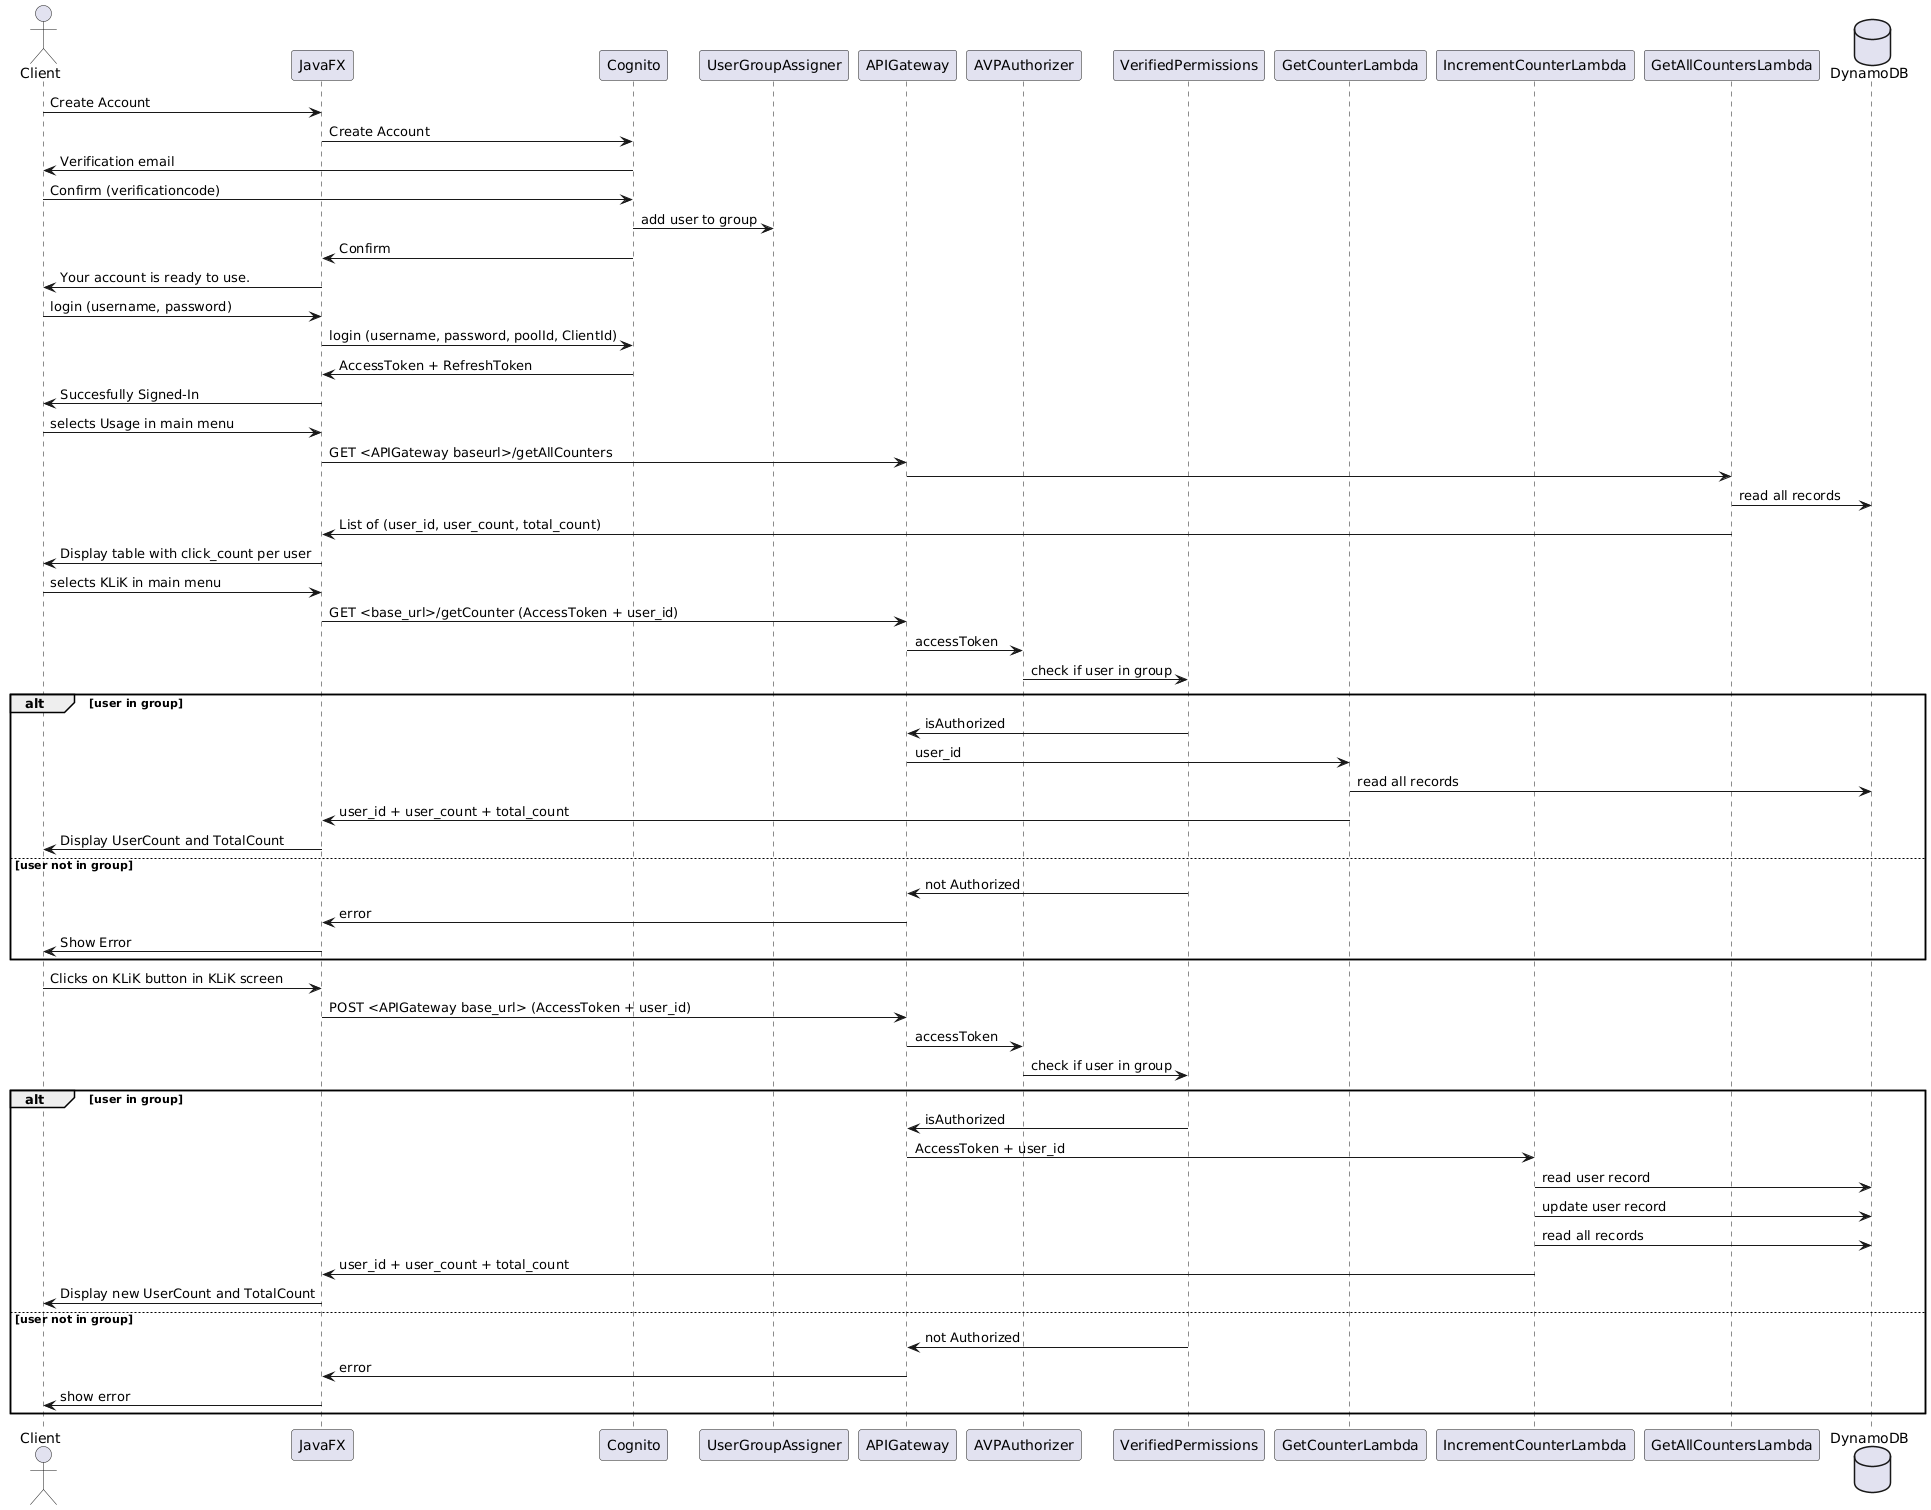 Client
JavaFX
Cognito
UserGroupAssigner
APIGateway
AVPAuthorizer
VerifiedPermissions
GetCounterLambda
IncrementCounterLambda
GetAllCountersLambda
DynamoDB
Create Account
Create Account
Verification email
Confirm (verificationcode)
add user to group
Confirm
Your account is ready to use.
login (username, password)
login (username, password, poolId, ClientId)
AccessToken + RefreshToken
Succesfully Signed-In
selects Usage in main menu
GET <APIGateway baseurl>/getAllCounters
read all records
List of (user_id, user_count, total_count)
Display table with click_count per user
selects KLiK in main menu
GET <base_url>/getCounter (AccessToken + user_id)
accessToken
check if user in group
alt [user in group]
isAuthorized
user_id
read all records
user_id + user_count + total_count
Display UserCount and TotalCount
[user not in group]
not Authorized
error
Show Error
Clicks on KLiK button in KLiK screen
POST <APIGateway base_url> (AccessToken + user_id)
accessToken
check if user in group
alt [user in group]
isAuthorized
AccessToken + user_id
read user record
update user record
read all records
user_id + user_count + total_count
Display new UserCount and TotalCount
[user not in group]
not Authorized
error
show error
Client
JavaFX
Cognito
UserGroupAssigner
APIGateway
AVPAuthorizer
VerifiedPermissions
GetCounterLambda
IncrementCounterLambda
GetAllCountersLambda
DynamoDB